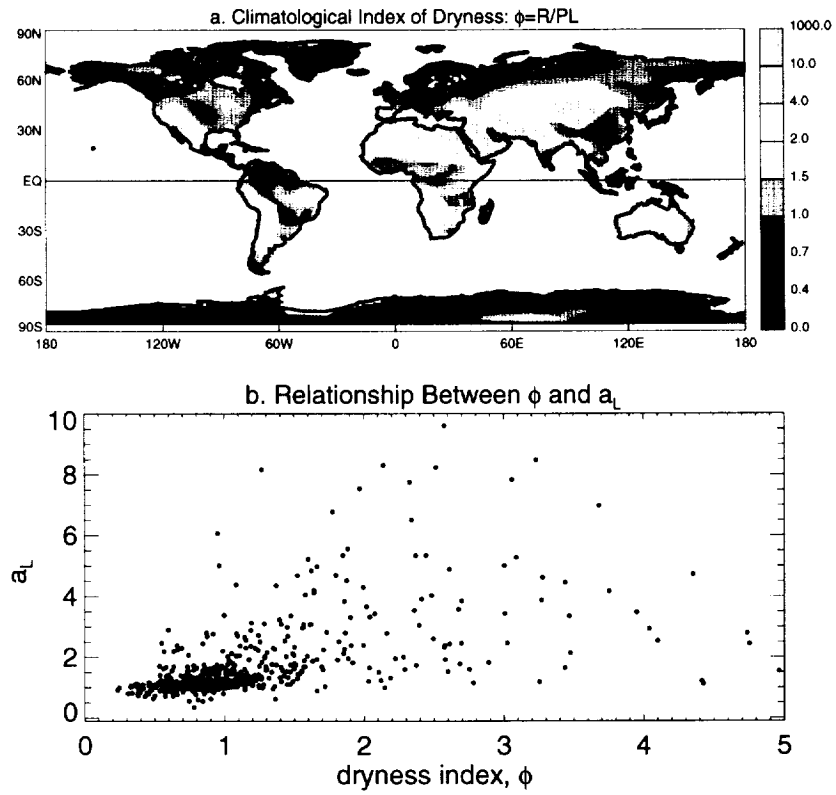 a. Climatological Index of Dryness: ϕ=R/PL
90N
60N
30N
EQ
30S
60S
90S
180
120W
60W
0
60E
120E
180
1000.0
10.0
4.0
2.0
1.5
1.0
0.7
0.4
0.0
b. Relationship Between ϕ and a_L
10
8
6
4
2
0
a_L
0
1
2
3
4
5
dryness index, ϕ